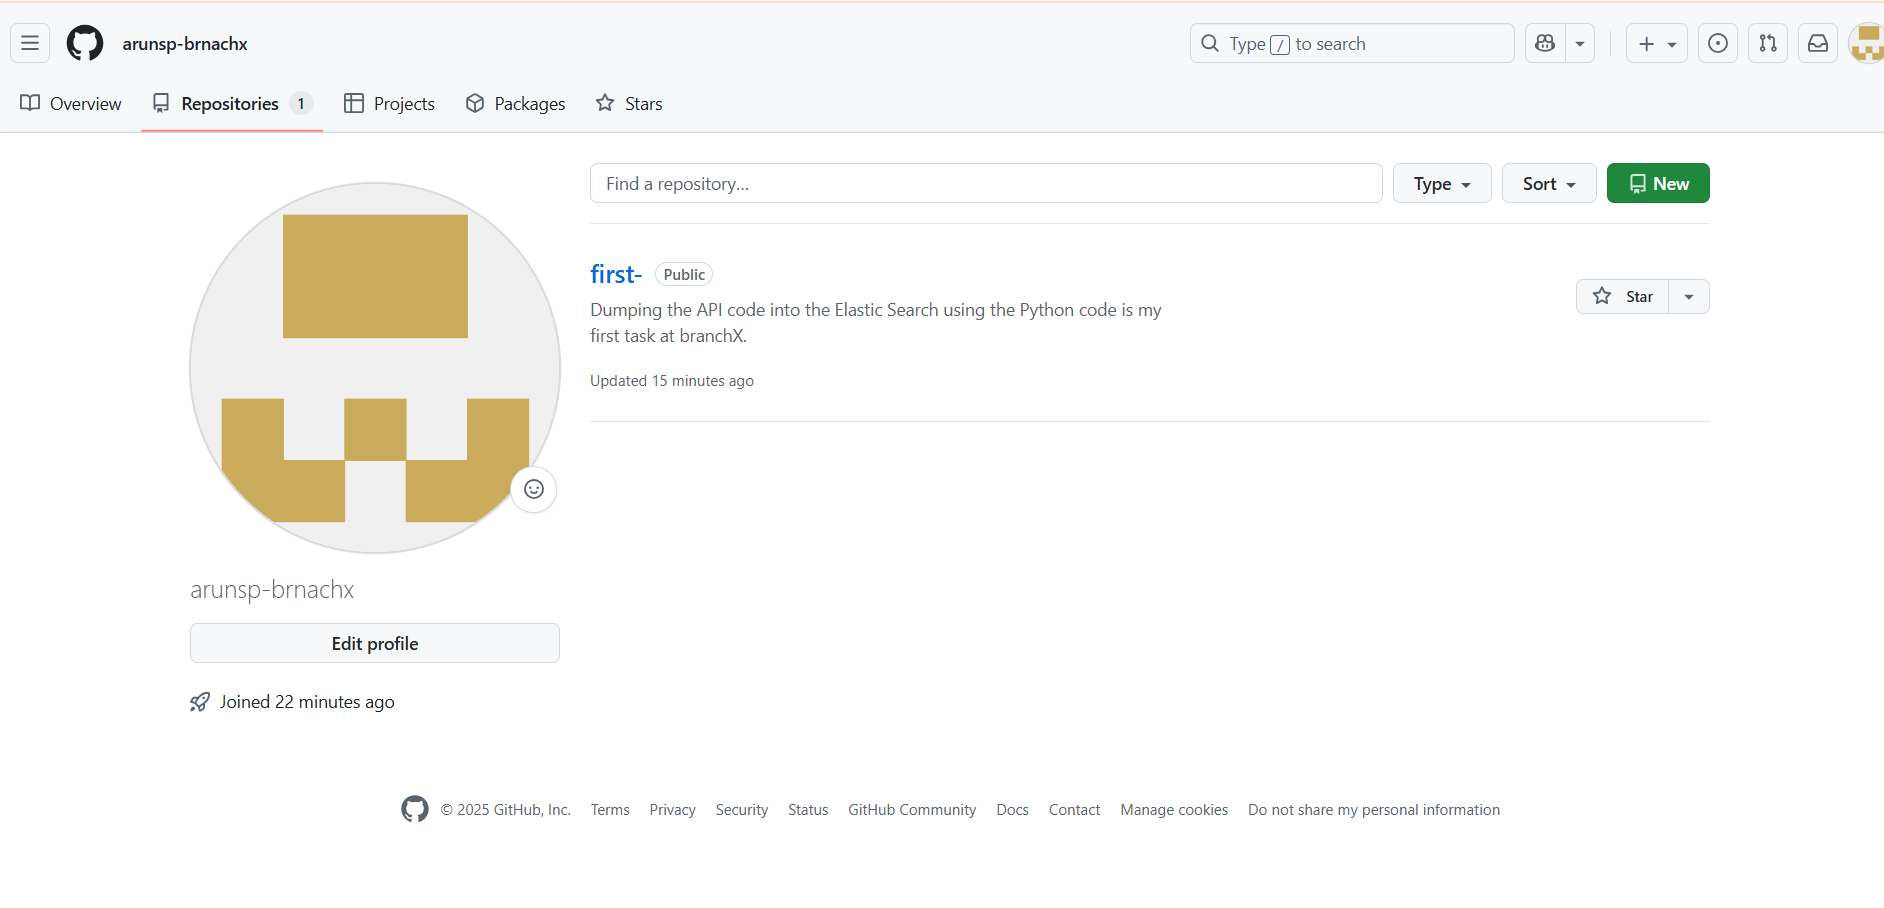 arunsp-brnachx
Type / to search
Overview
Repositories 1
Projects
Packages
Stars
Find a repository...
Type
Sort
New
first- Public
Star
Dumping the API code into the Elastic Search using the Python code is my
first task at branchX.
Updated 15 minutes ago
arunsp-brnachx
Edit profile
Joined 22 minutes ago
© 2025 GitHub, Inc. Terms Privacy Security Status GitHub Community Docs Contact Manage cookies Do not share my personal information